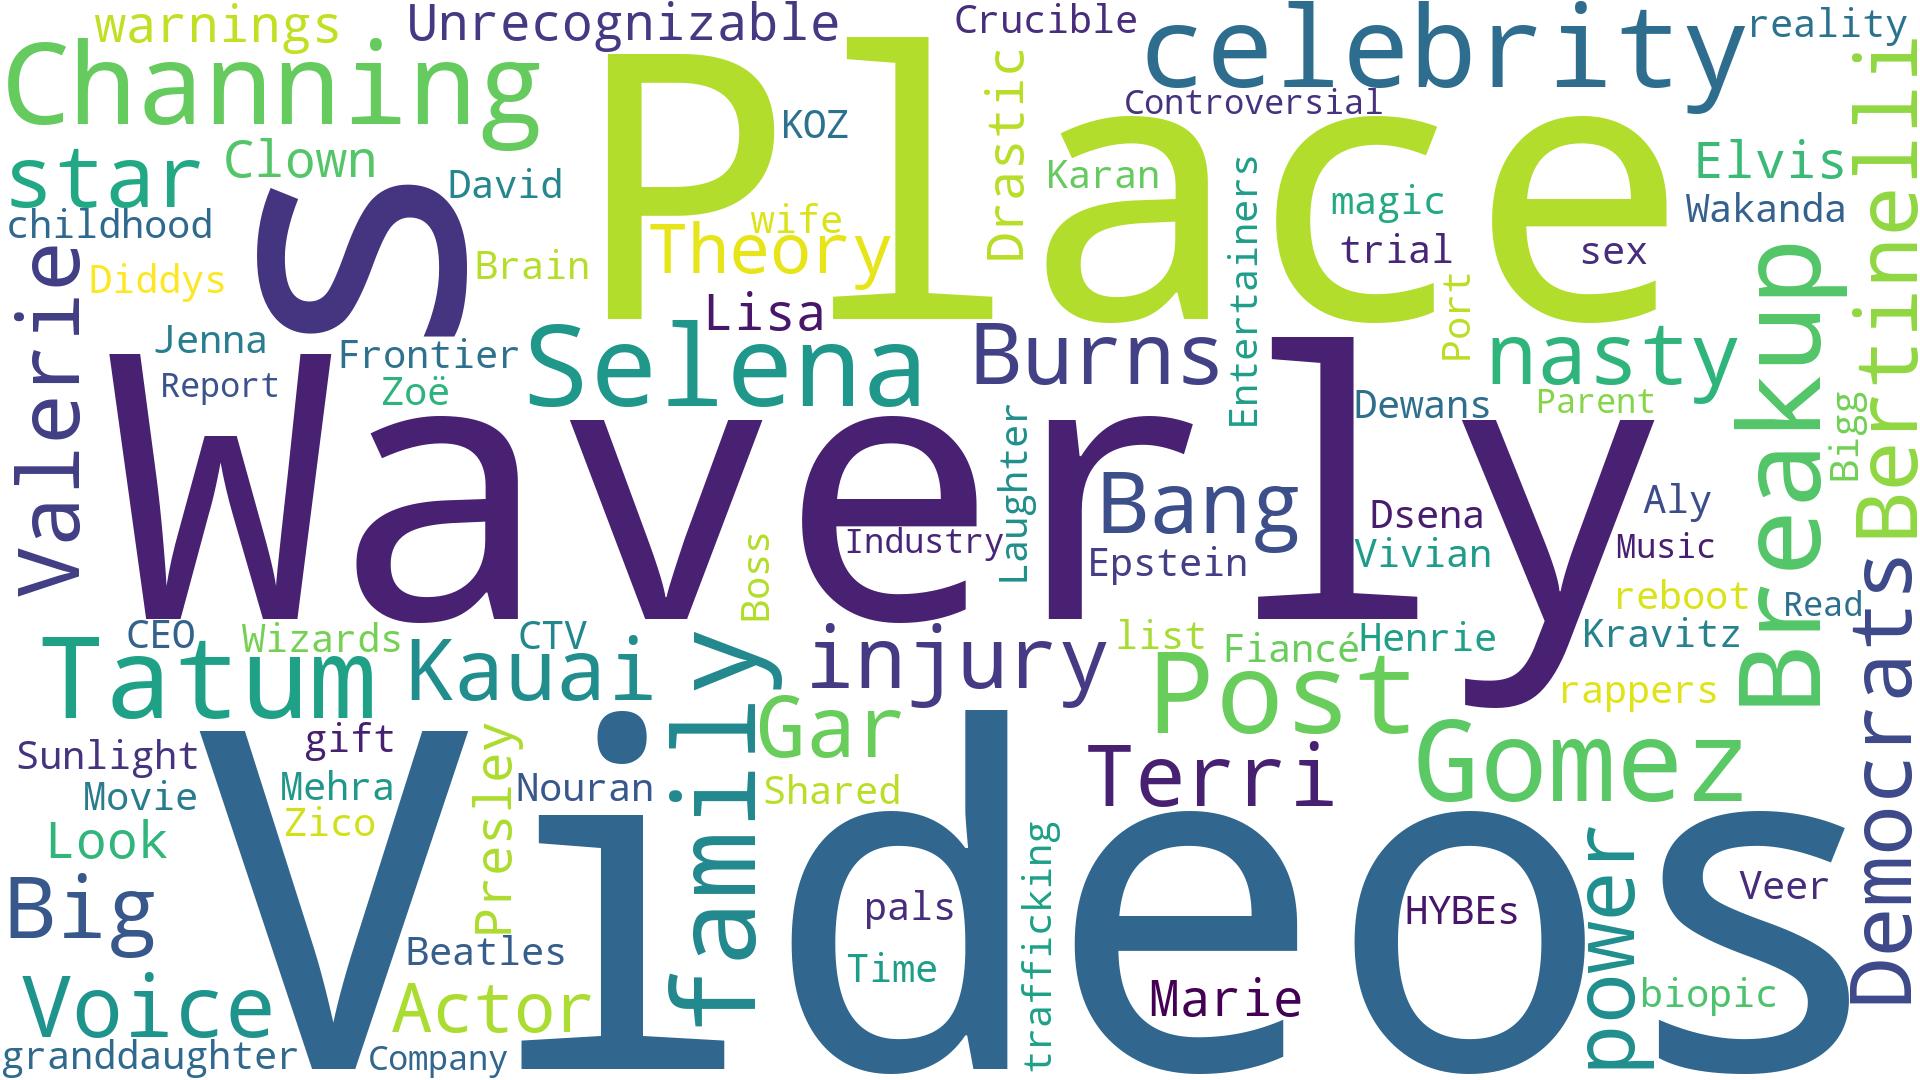 warnings
Unrecognizable
Crucible
celebrity
reality
Channing
Place
Controversial
KOZ
Drastic
star
Clown
David
Karan
Elvis
Bertinelli
childhood
s
wife
Theory
Entertainers
magic
Wakanda
trial
sex
Valerie
Diddys
Brain
Lisa
Port
Breakup
Jenna
Frontier
Selena
Burns
nasty
Report
Zoë
Waverly
Laughter
Dewans
Parent
Bigg
Bang
Dsena
Aly
Boss
Industry
Epstein
Vivian
Music
reboot
Read
CEO
Wizards
CTV
Tatum
Kauai
family
injury
list
Fiancé
Henrie
Kravitz
Democrats
Post
rappers
Sunlight
gift
Presley
Gar
Terri
Gomez
Movie
Mehra
Nouran
Shared
Videos
Look
Zico
trafficking
power
Big
pals
HYBEs
Veer
Beatles
Time
Voice
Actor
Marie
biopic
granddaughter
Company